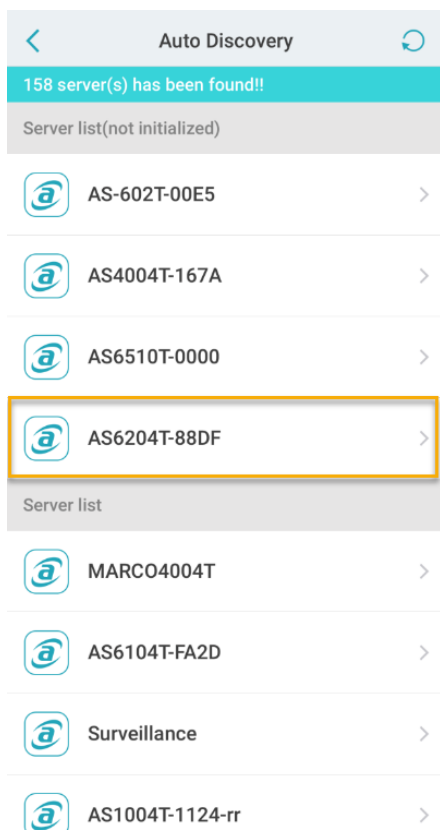 Auto Discovery
158 server(s) has been found!!
Server list(not initialized)
AS-602T-00E5
AS4004T-167A
AS6510T-0000
AS6204T-88DF
Server list
MARCO4004T
AS6104T-FA2D
Surveillance
AS1004T-1124-rr